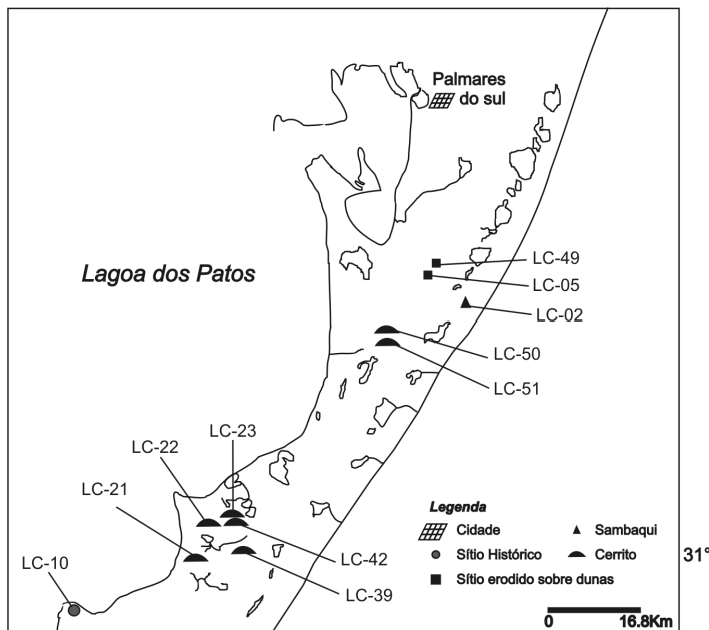 Palmares
do sul
Lagoa dos Patos
LC-49
LC-05
LC-02
LC-50
LC-51
LC-23
LC-22
LC-21
LC-42
LC-39
LC-10
Legenda
Cidade
Sambaqui
Sítio Histórico
Cerrito
Sítio erodido sobre dunas
31°
0 16.8Km